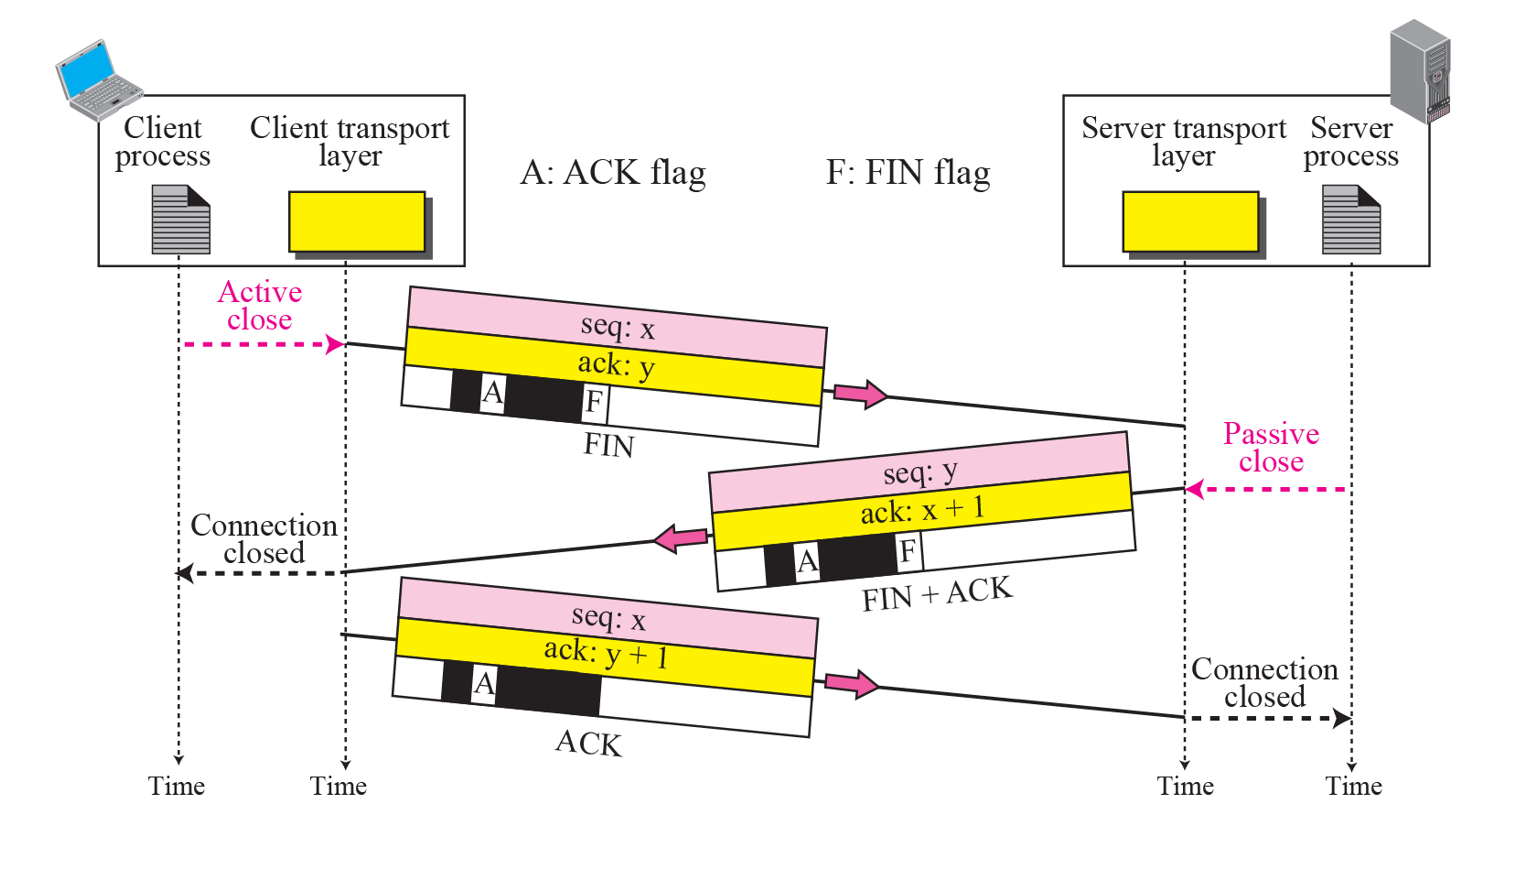 Client
process
Client transport
layer
A: ACK flag
F: FIN flag
Server transport
layer
Server
process
Active
close
seq: x
ack: y
A
F
FIN
Passive
close
seq: y
ack: x + 1
A
F
FIN + ACK
Connection
closed
seq: x
ack: y + 1
A
ACK
Connection
closed
Time
Time
Time
Time